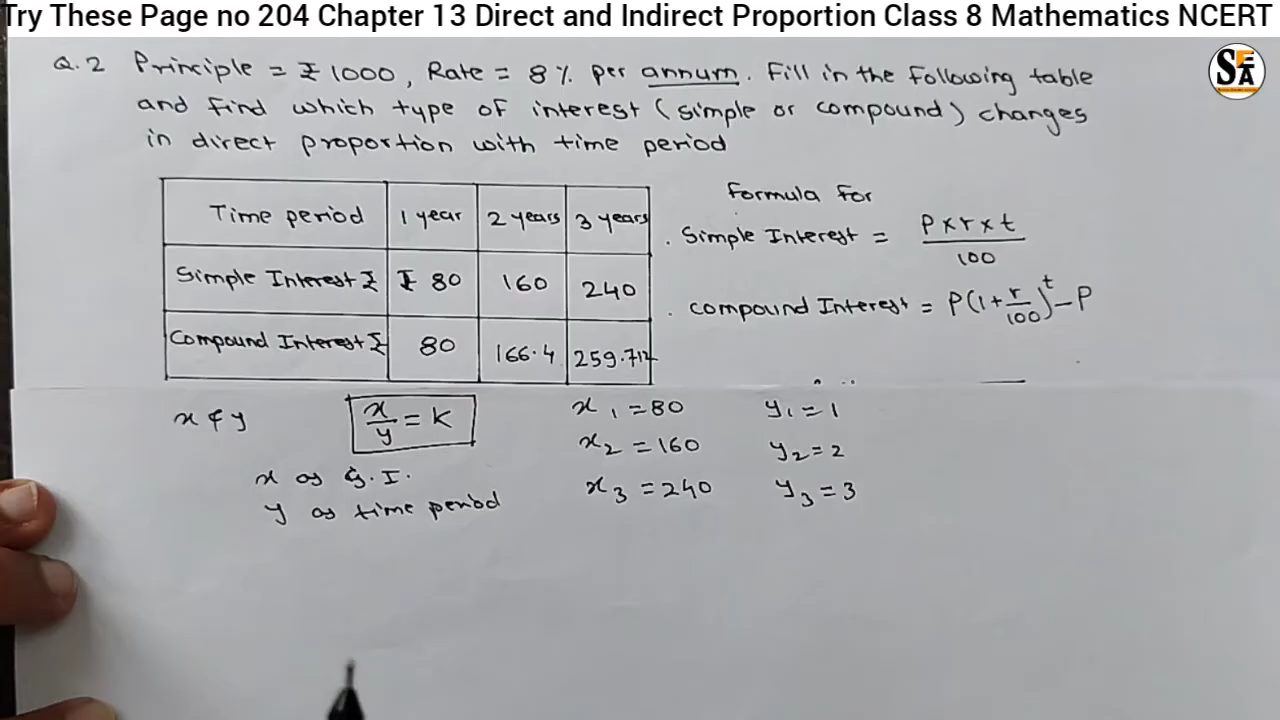 Try These Page no 204 Chapter 13 Direct and Indirect Proportion Class 8 Mathematics NCERT
SFA
Q.2 Principle = ₹ 1000, Rate = 8% per annum. Fill in the following table
and find which type of interest (simple or compound) changes
in direct proportion with time period
Time period | 1 year | 2 years | 3 years
Simple Interest ₹ | ₹ 80 | 160 | 240
Compound Interest ₹ | 80 | 166.4 | 259.712
Formula for
. Simple Interest = P×r×t/100
. Compound Interest = P(1+r/100)^t - P
x & y x/y = K
x as S.I.
y as time period
x₁ = 80 y₁ = 1
x₂ = 160 y₂ = 2
x₃ = 240 y₃ = 3